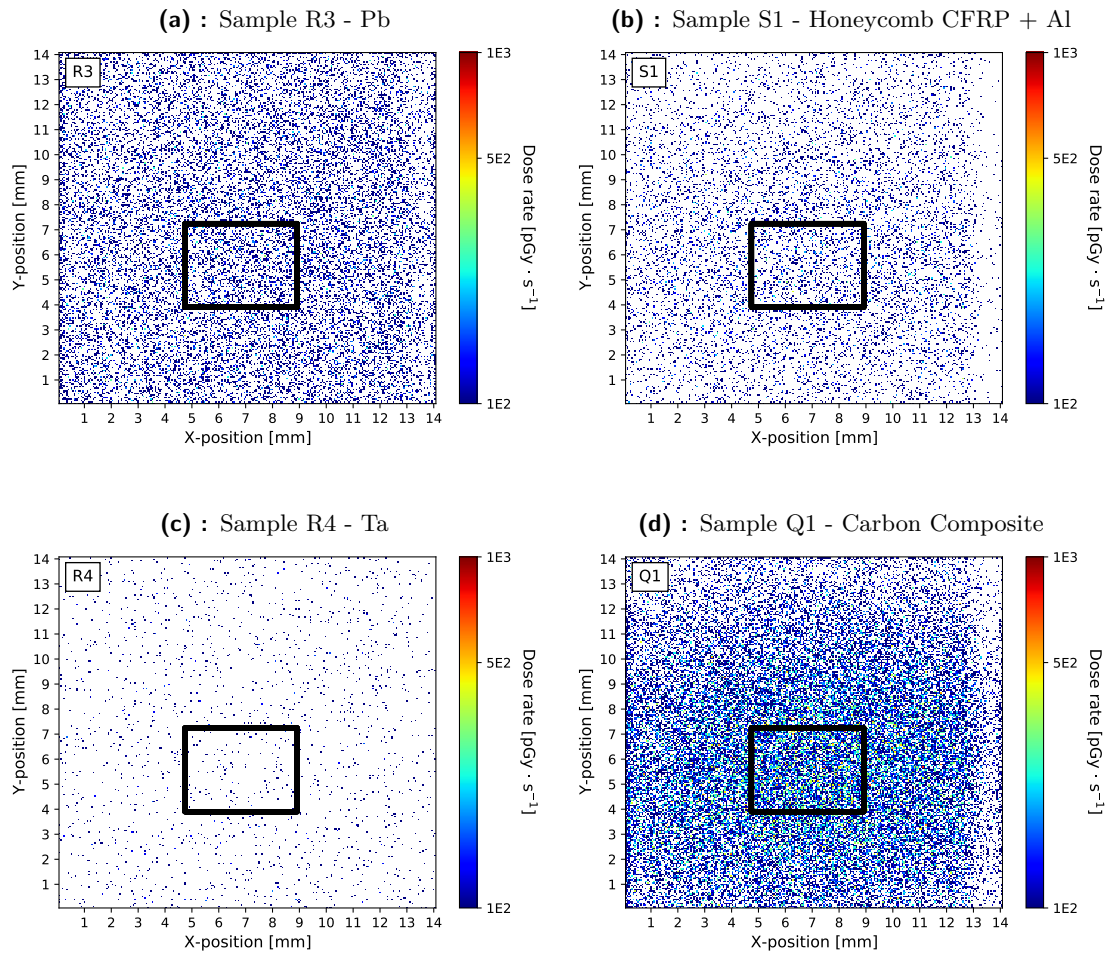 (a) : Sample R3 - Pb
R3
14
13
12
11
10
9
8
7
6
5
4
3
2
1
Y-position [mm]
1 2 3 4 5 6 7 8 9 10 11 12 13 14
X-position [mm]
1E3
5E2
1E2
Dose rate [pGy · s⁻¹]
(b) : Sample S1 - Honeycomb CFRP + Al
S1
14
13
12
11
10
9
8
7
6
5
4
3
2
1
Y-position [mm]
1 2 3 4 5 6 7 8 9 10 11 12 13 14
X-position [mm]
1E3
5E2
1E2
Dose rate [pGy · s⁻¹]
(c) : Sample R4 - Ta
R4
14
13
12
11
10
9
8
7
6
5
4
3
2
1
Y-position [mm]
1 2 3 4 5 6 7 8 9 10 11 12 13 14
X-position [mm]
1E3
5E2
1E2
Dose rate [pGy · s⁻¹]
(d) : Sample Q1 - Carbon Composite
Q1
14
13
12
11
10
9
8
7
6
5
4
3
2
1
Y-position [mm]
1 2 3 4 5 6 7 8 9 10 11 12 13 14
X-position [mm]
1E3
5E2
1E2
Dose rate [pGy · s⁻¹]